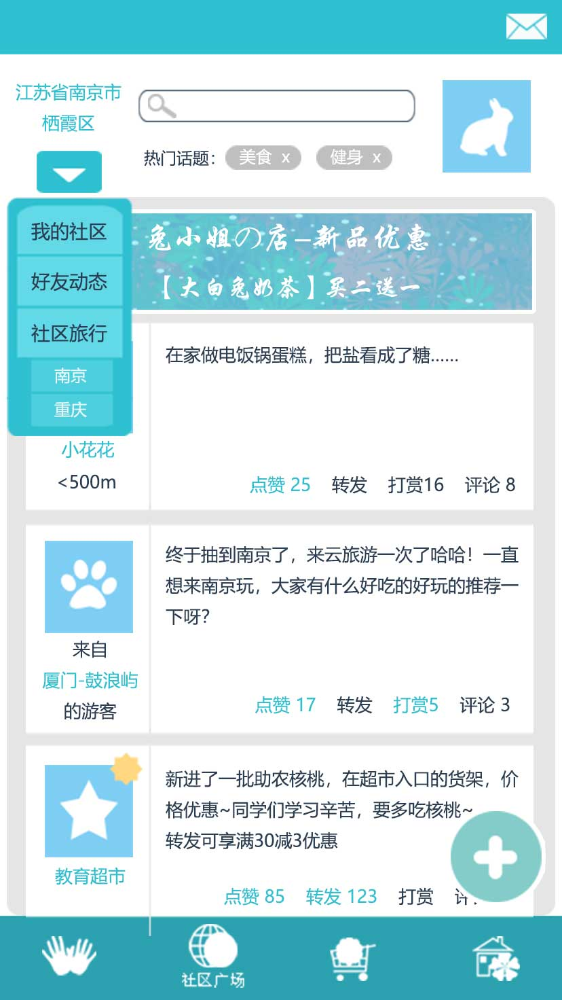 江苏省南京市
栖霞区
热门话题：
美食 x
健身 x
我的社区
好友动态
社区旅行
南京
重庆
兔小姐の店–新品优惠
【大白兔奶茶】买二送一
小花花
<500m
在家做电饭锅蛋糕，把盐看成了糖……
点赞 25 转发 打赏16 评论 8
来自
厦门-鼓浪屿
的游客
终于抽到南京了，来云旅游一次了哈哈！一直
想来南京玩，大家有什么好吃的好玩的推荐一
下呀？
点赞 17 转发 打赏5 评论 3
教育超市
新进了一批助农核桃，在超市入口的货架，价
格优惠~同学们学习辛苦，要多吃核桃~
转发可享满30减3优惠
点赞 85 转发 123 打赏
社区广场